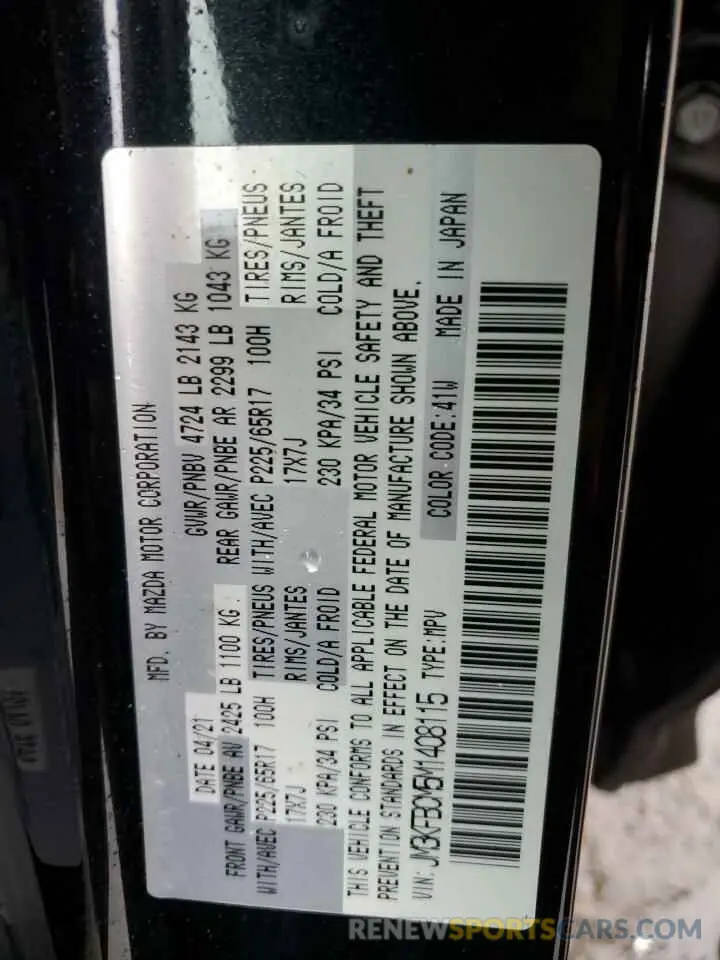 MFD. BY MAZDA MOTOR CORPORATION
DATE 04/21 GVWR/PNBV 4724 LB 2143 KG
FRONT GAWR/PNBE AV 2425 LB 1100 KG REAR GAWR/PNBE AR 2299 LB 1043 KG
WITH/AVEC P225/65R17 100H TIRES/PNEUS WITH/AVEC P225/65R17 100H TIRES/PNEUS
17X7J RIMS/JANTES 17X7J RIMS/JANTES
230 KPA/34 PSI COLD/A FROID 230 KPA/34 PSI COLD/A FROID
THIS VEHICLE CONFORMS TO ALL APPLICABLE FEDERAL MOTOR VEHICLE SAFETY AND THEFT
PREVENTION STANDARDS IN EFFECT ON THE DATE OF MANUFACTURE SHOWN ABOVE.
VIN: JM3KFBCM5M1408115 TYPE:MPV COLOR CODE:41W MADE IN JAPAN
RENEWSPORTSCARS.COM